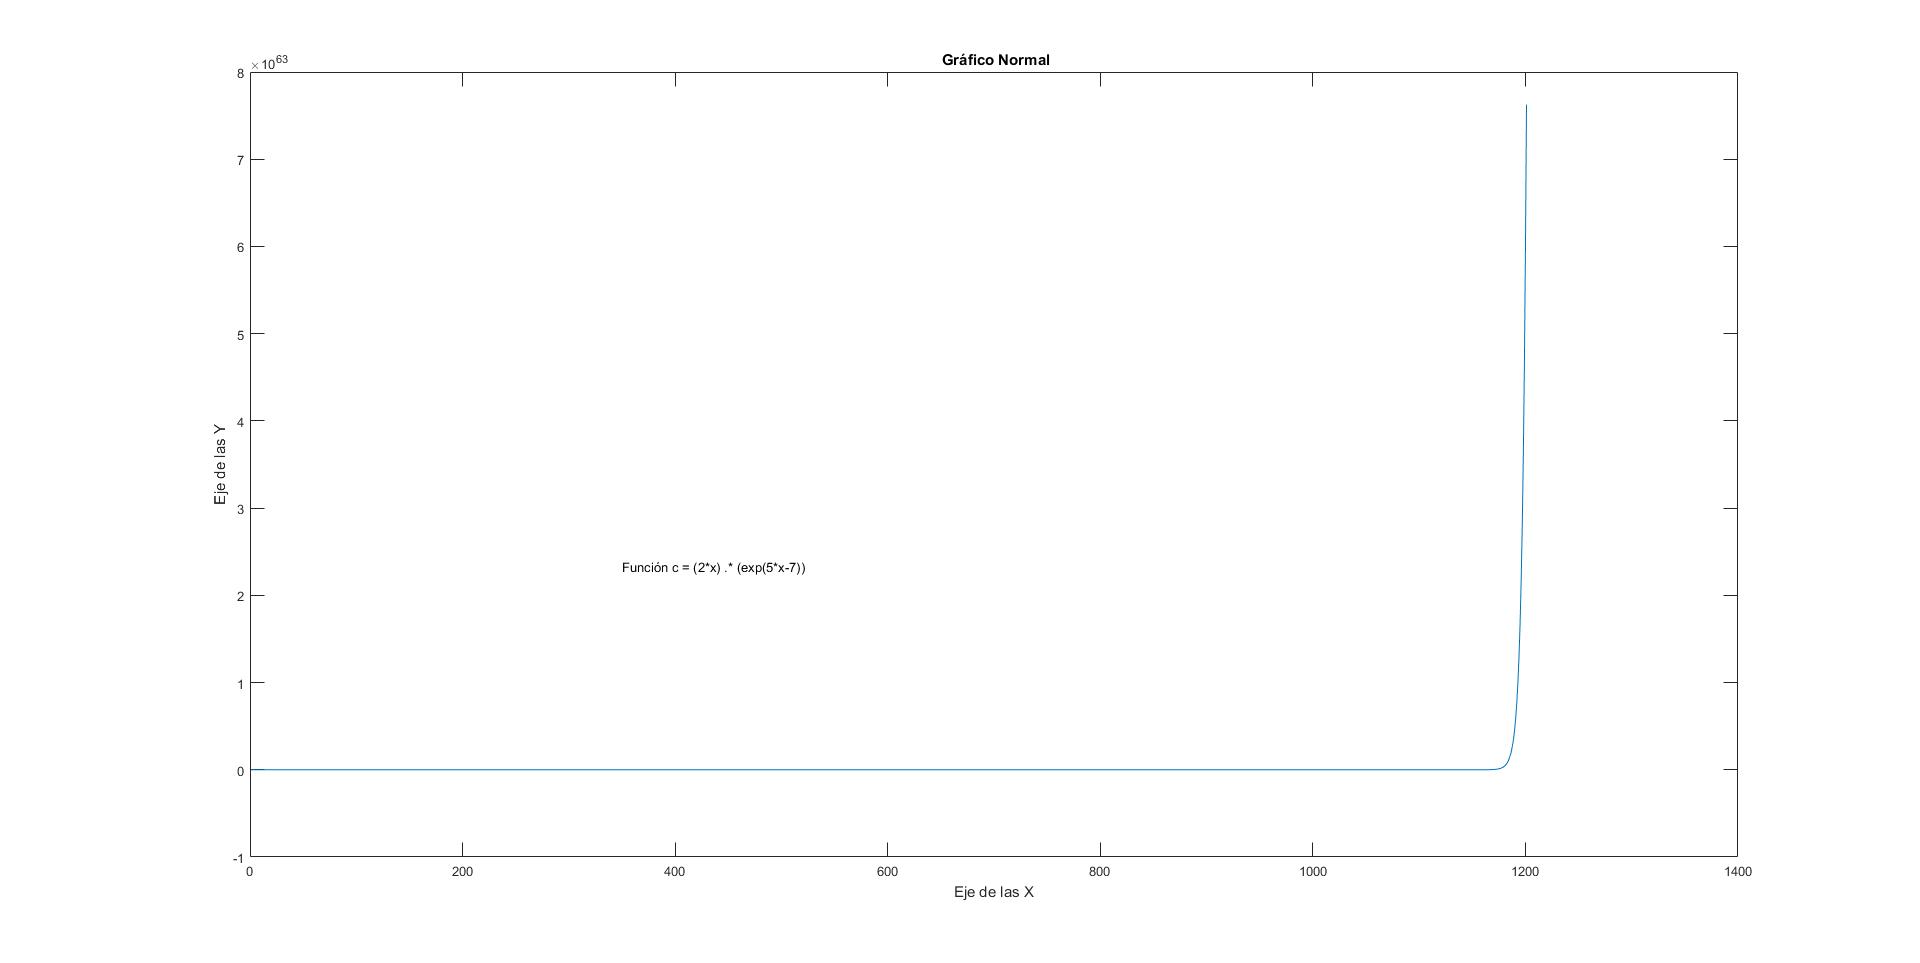 Gráfico Normal
×10^63
8
7
6
5
4
3
2
1
0
-1
Eje de las Y
Función c = (2*x) .* (exp(5*x-7))
0 200 400 600 800 1000 1200 1400
Eje de las X